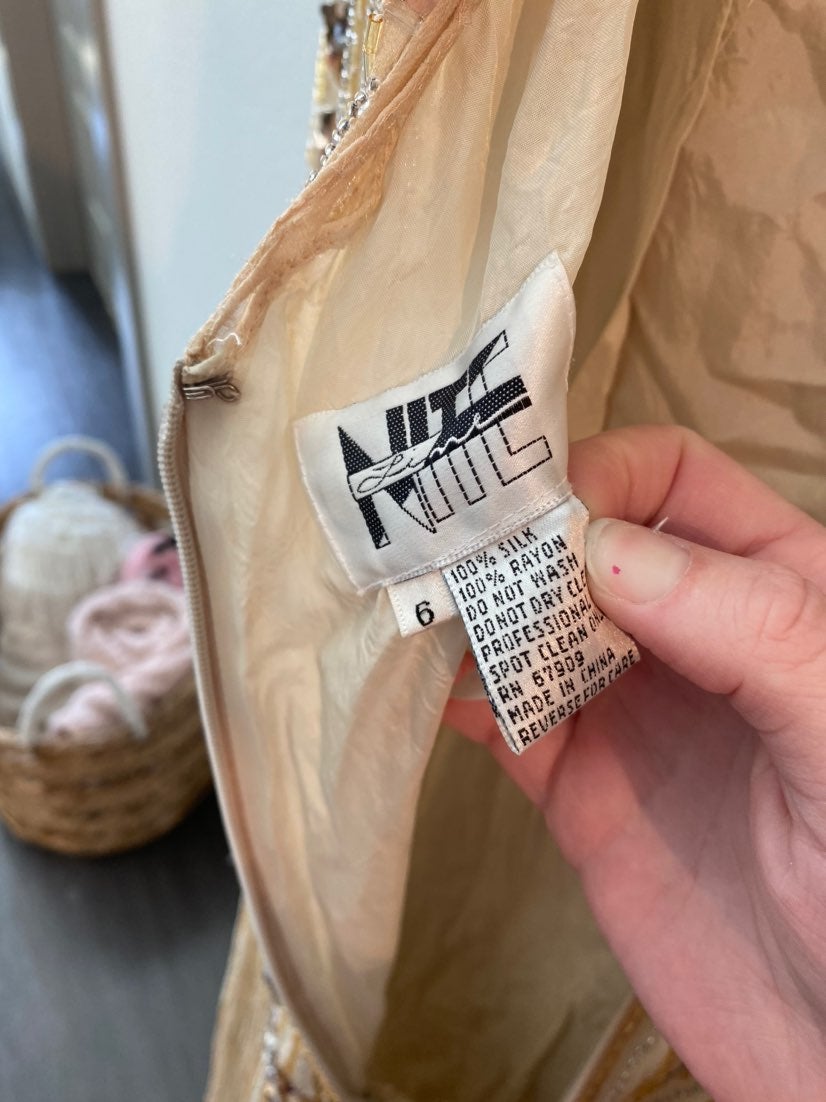 NITE
Line
6
100% SILK
100% RAYON
DO NOT WASH
DO NOT DRY CLE
PROFESSIONAL
SPOT CLEAN ON
RN 67909
MADE IN CHINA
REVERSE FOR CARE